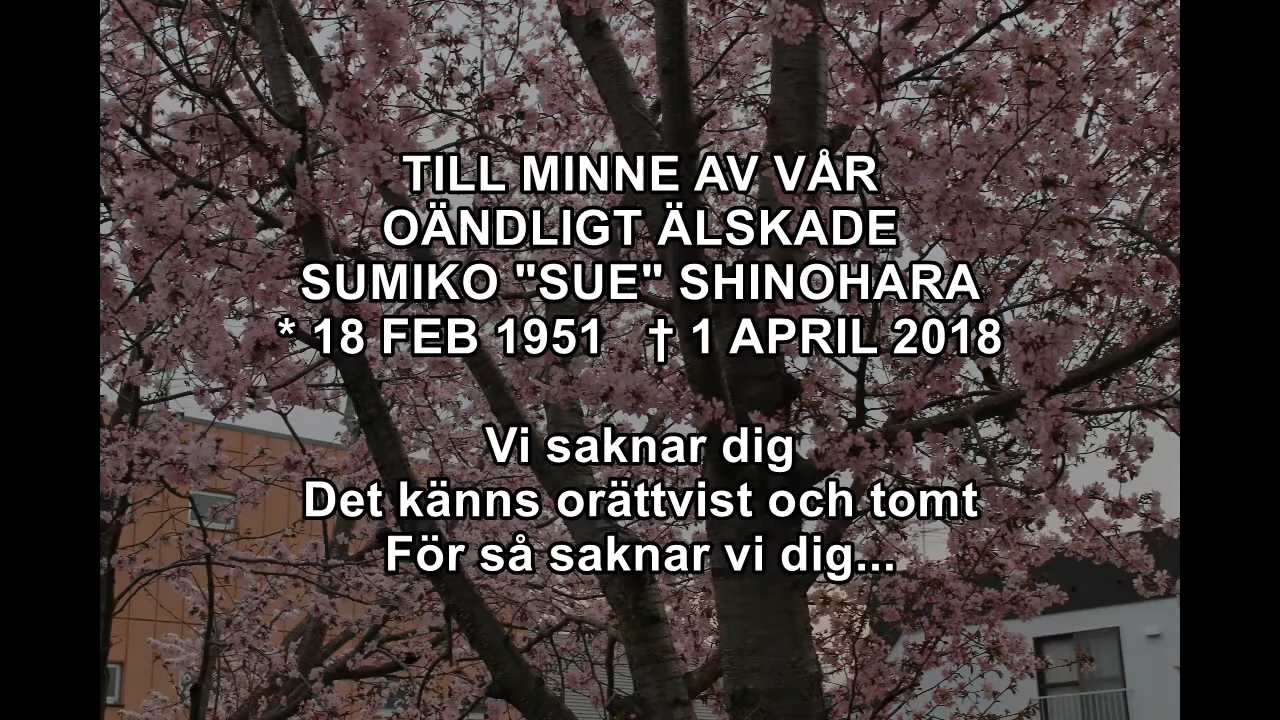 TILL MINNE AV VÅR
OÄNDLIGT ÄLSKADE
SUMIKO "SUE" SHINOHARA
* 18 FEB 1951 † 1 APRIL 2018
Vi saknar dig
Det känns orättvist och tomt
För så saknar vi dig...